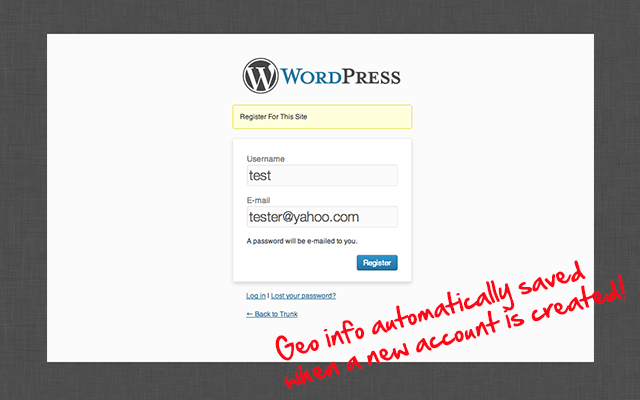 WORDPRESS
Register For This Site
Username
test
E-mail
tester@yahoo.com
A password will be e-mailed to you.
Register
Log in | Lost your password?
← Back to Trunk
Geo info automatically saved
when a new account is created!